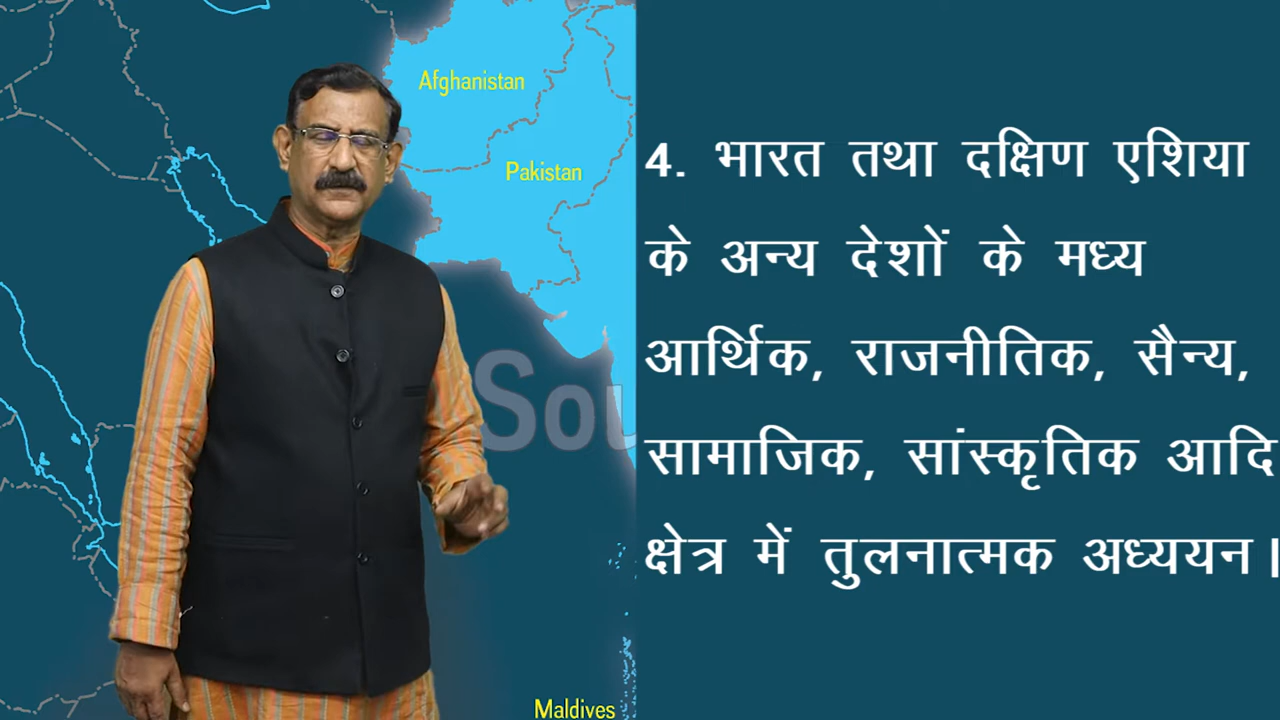 Afghanistan
Pakistan
Sou
Maldives
4. भारत तथा दक्षिण एशिया
के अन्य देशों के मध्य
आर्थिक, राजनीतिक, सैन्य,
सामाजिक, सांस्कृतिक आदि
क्षेत्र में तुलनात्मक अध्ययन।